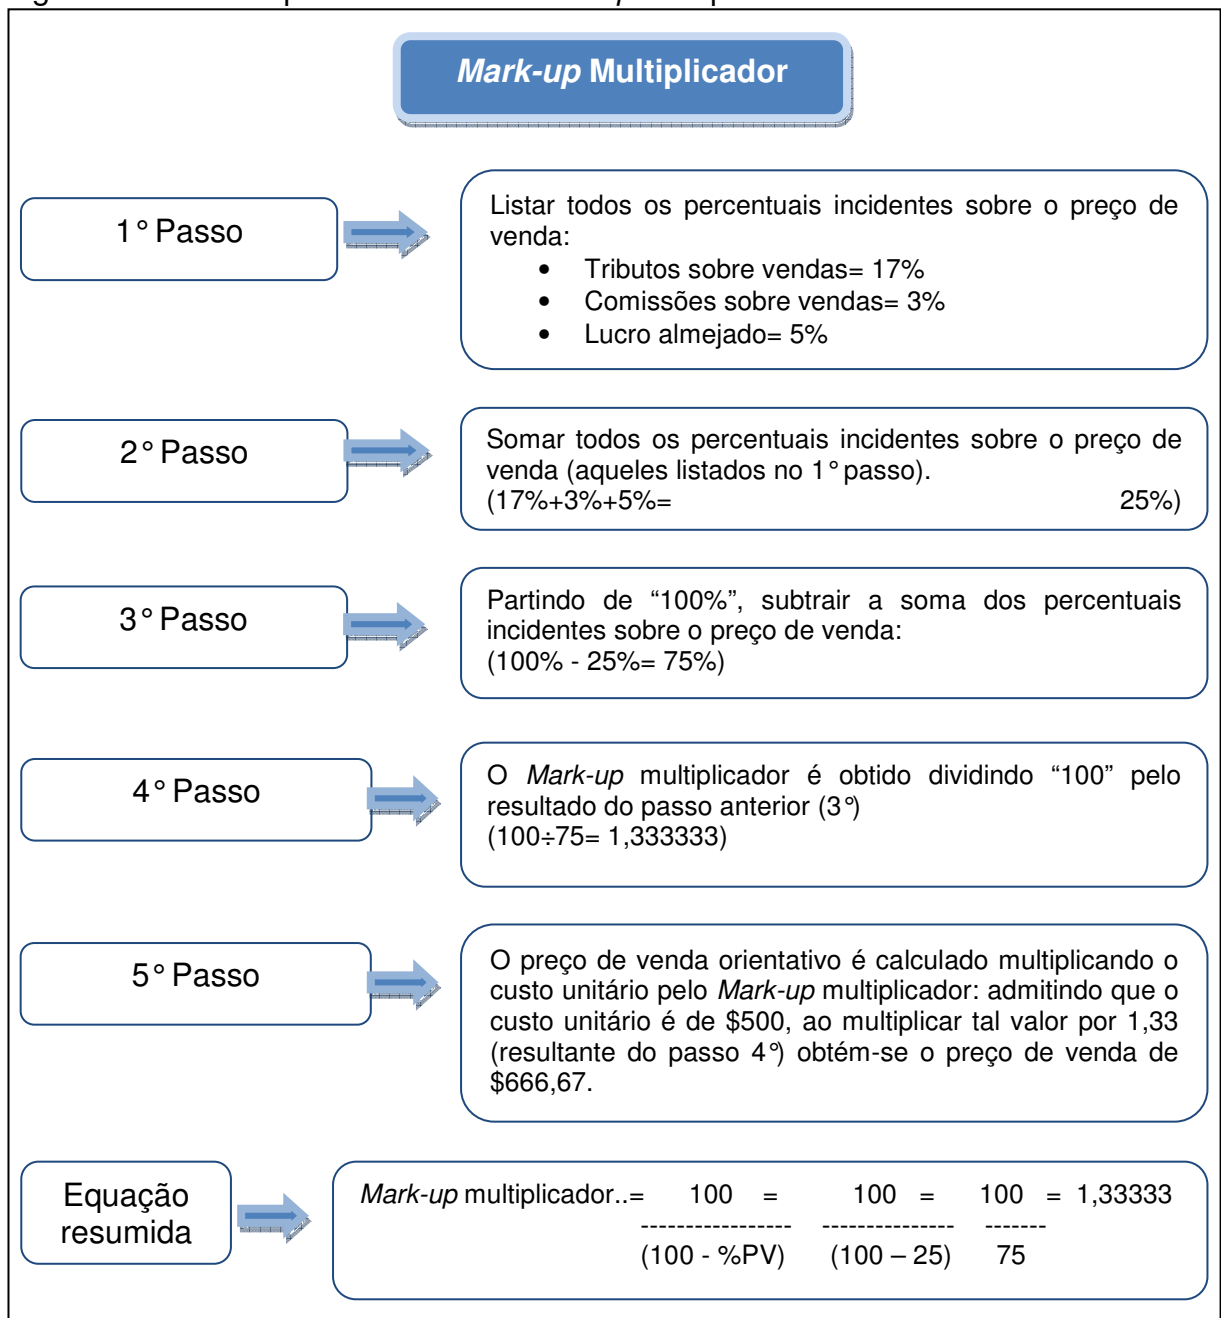 Mark-up Multiplicador
1° Passo
Listar todos os percentuais incidentes sobre o preço de
venda:
• Tributos sobre vendas= 17%
• Comissões sobre vendas= 3%
• Lucro almejado= 5%
2° Passo
Somar todos os percentuais incidentes sobre o preço de
venda (aqueles listados no 1° passo).
(17%+3%+5%= 25%)
3° Passo
Partindo de “100%”, subtrair a soma dos percentuais
incidentes sobre o preço de venda:
(100% - 25%= 75%)
4° Passo
O Mark-up multiplicador é obtido dividindo “100” pelo
resultado do passo anterior (3°)
(100÷75= 1,333333)
5° Passo
O preço de venda orientativo é calculado multiplicando o
custo unitário pelo Mark-up multiplicador: admitindo que o
custo unitário é de $500, ao multiplicar tal valor por 1,33
(resultante do passo 4°) obtém-se o preço de venda de
$666,67.
Equação
resumida
Mark-up multiplicador..= 100 = 100 = 100 = 1,33333
----------------- --------------- -------
(100 - %PV) (100 – 25) 75